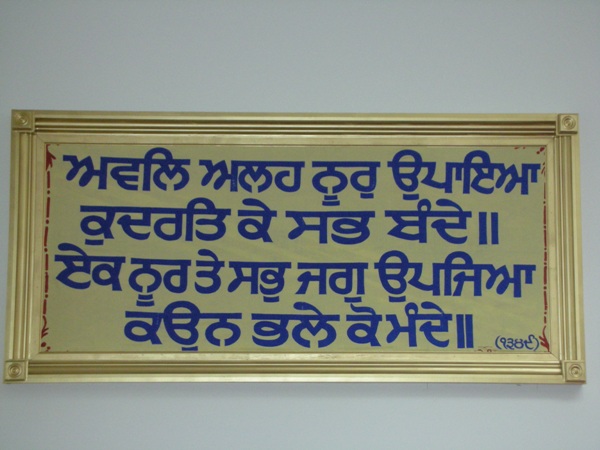 ਅਵਲਿ ਅਲਹ ਨੂਰੁ ਉਪਾਇਆ
ਕੁਦਰਤਿ ਕੇ ਸਭ ਬੰਦੇ॥
ਏਕ ਨੂਰ ਤੇ ਸਭੁ ਜਗੁ ਉਪਜਿਆ
ਕਉਨ ਭਲੇ ਕੋ ਮੰਦੇ॥
(੧੩੪੯)